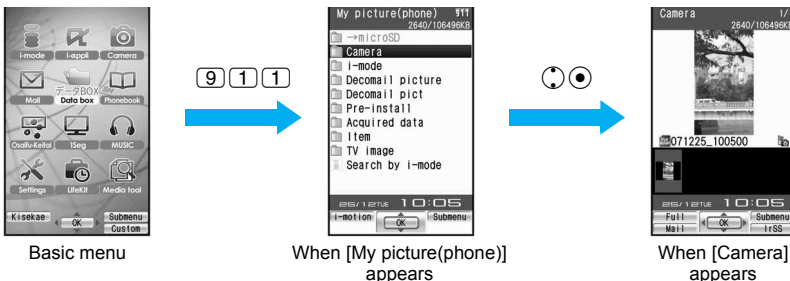 i-mode i-αppli Camera
Mail データBOX Data box Phonebook
Osaifu-Keitai 1Seg MUSIC
Settings LifeKit Media tool
Kisekae OK Submenu
Custom
Basic menu
9 1 1
My picture(phone) 911
2640/106496KB
→microSD
Camera
i-mode
Decomail picture
Decomail pict
Pre-install
Acquired data
Item
TV image
Search by i-mode
25/12TUE 10:05
i-motion OK Submenu
When [My picture(phone)]
appears
Camera 1/
2640/106496KB
071225_100500
25/12TUE 10:05
Full OK Submenu
Mail IrSS
When [Camera]
appears